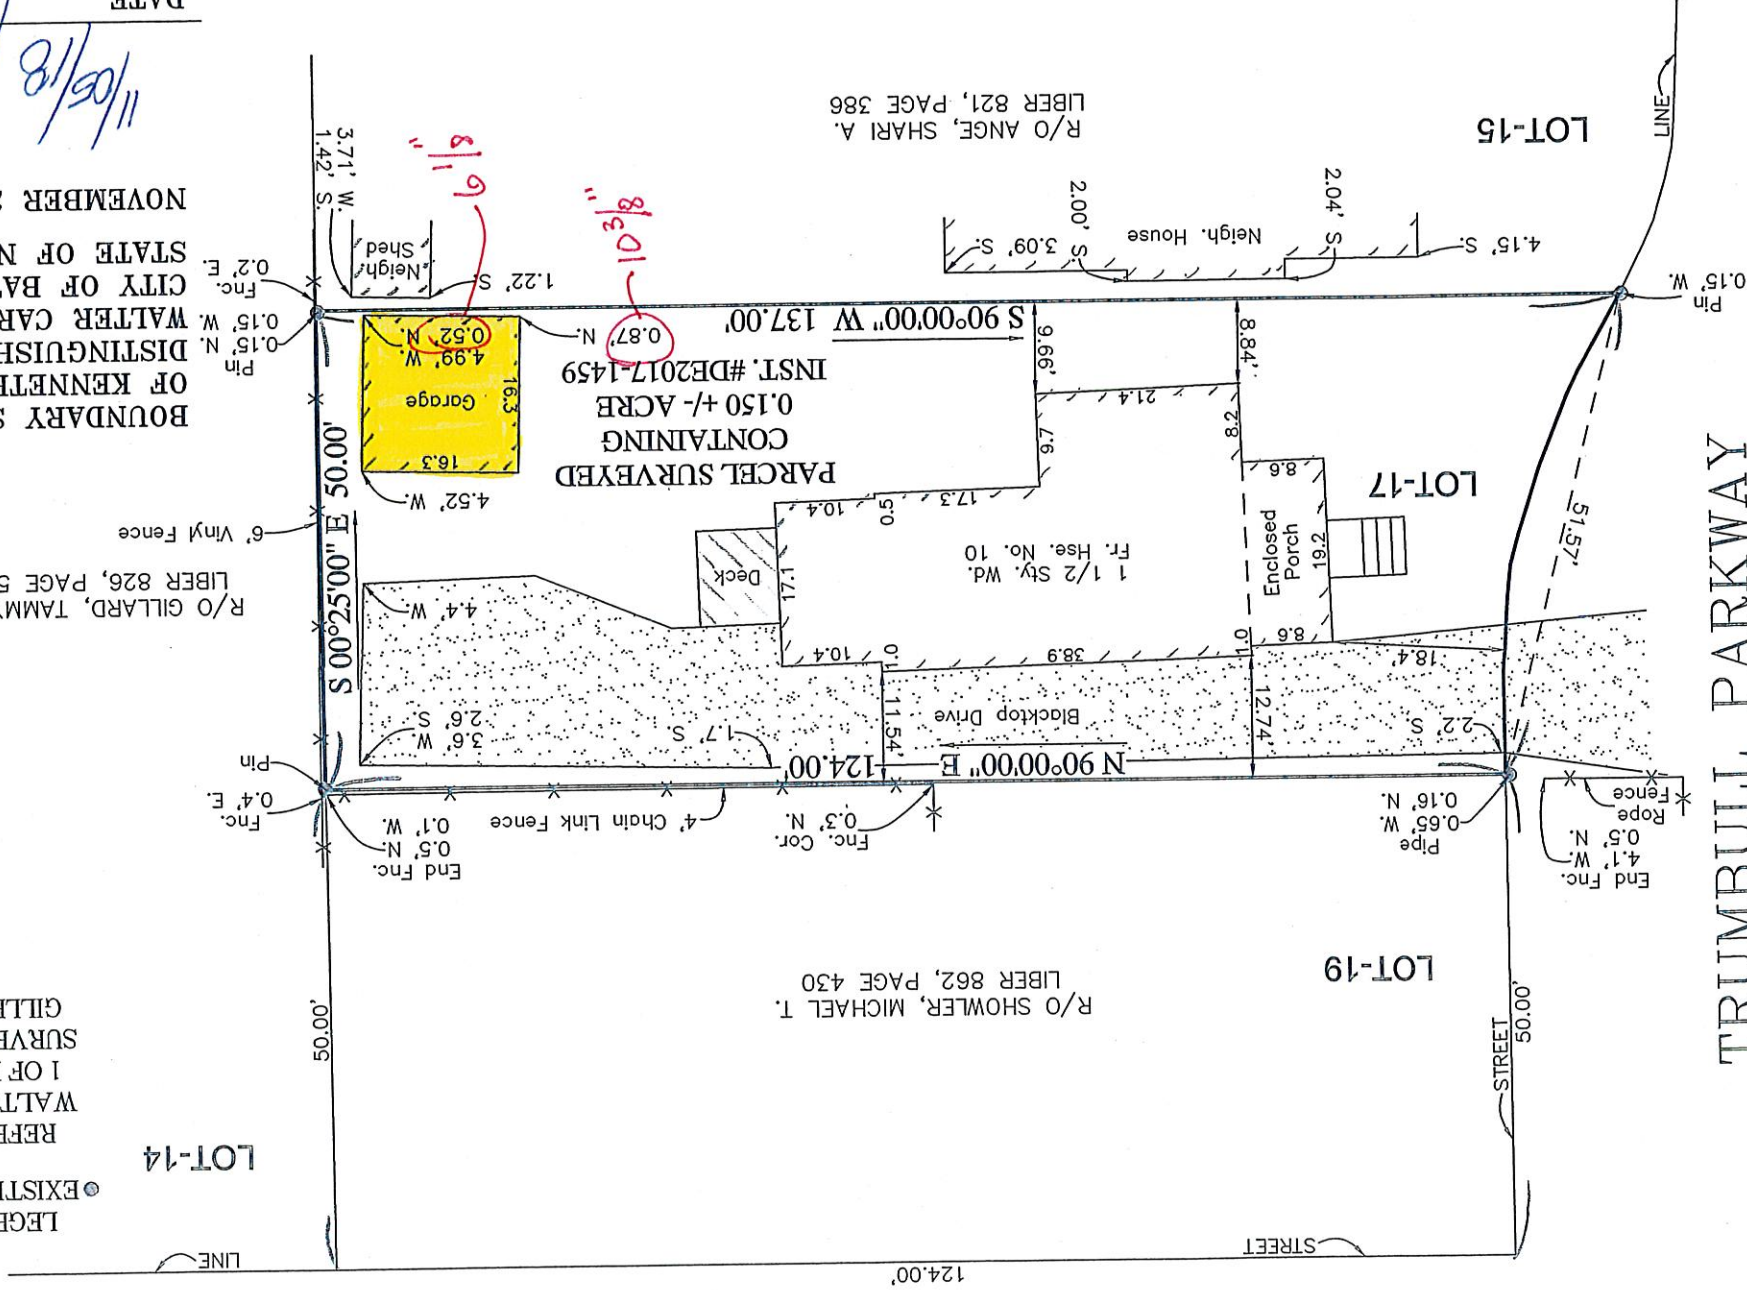 124.00'
STREET
LINE
LEGE
EXISTI
LOT-14
REFE
WALT
1 OF
SURVE
GILLE
STREET
50.00'
50.00'
LOT-19
R/O SHOWLER, MICHAEL T.
LIBER 862, PAGE 430
TRUMBULL PARKWAY
End Fnc.
4.1' W.
0.5' N.
Rope
Fence
Pipe
0.65' W.
0.16' N.
Fnc. Cor.
0.3' N.
4' Chain Link Fence
End Fnc.
0.5' N.
0.1' W.
Fnc.
0.4' E.
Pin
N 90°00'00" E 124.00'
2.2' S
1.7' S
3.6' W
2.6' S.
Blacktop Drive
12.74'
11.54'
18.4'
8.6
1.0
38.9
1.0
10.4
4.4' W.
S 00°25'00" E 50.00'
R/O GILLARD, TAMMY
LIBER 826, PAGE 5
51.57'
Enclosed
Porch
19.2
1 1/2 Sty. Wd.
Fr. Hse. No. 10
17.1
Deck
6' Vinyl Fence
LOT-17
8.6
8.2
21.4
9.7
17.3
0.5
10.4
4.52' W.
16.3
PARCEL SURVEYED
CONTAINING
0.150 +/- ACRE
INST. #DE2017-1459
16.3
Garage
4.99' W.
0.52' N.
0.87' N.
8.84'
9.66'
S 90°00'00" W 137.00'
BOUNDARY S
OF KENNETH
DISTINGUISHE
WALTER CAR
CITY OF BAT
STATE OF N
NOVEMBER
Pin
0.15' N.
0.15' W.
Fnc.
0.2' E.
Pin
0.15' W.
4.15' S.
2.04' S
Neigh. House
2.00' S.
3.09' S.
1.22' S
Neigh.
Shed
3.71' W.
1.42' S.
10 3/8"
6 1/8"
LOT-15
R/O ANGE, SHARI A.
LIBER 821, PAGE 386
LINE
11/05/18
DATE